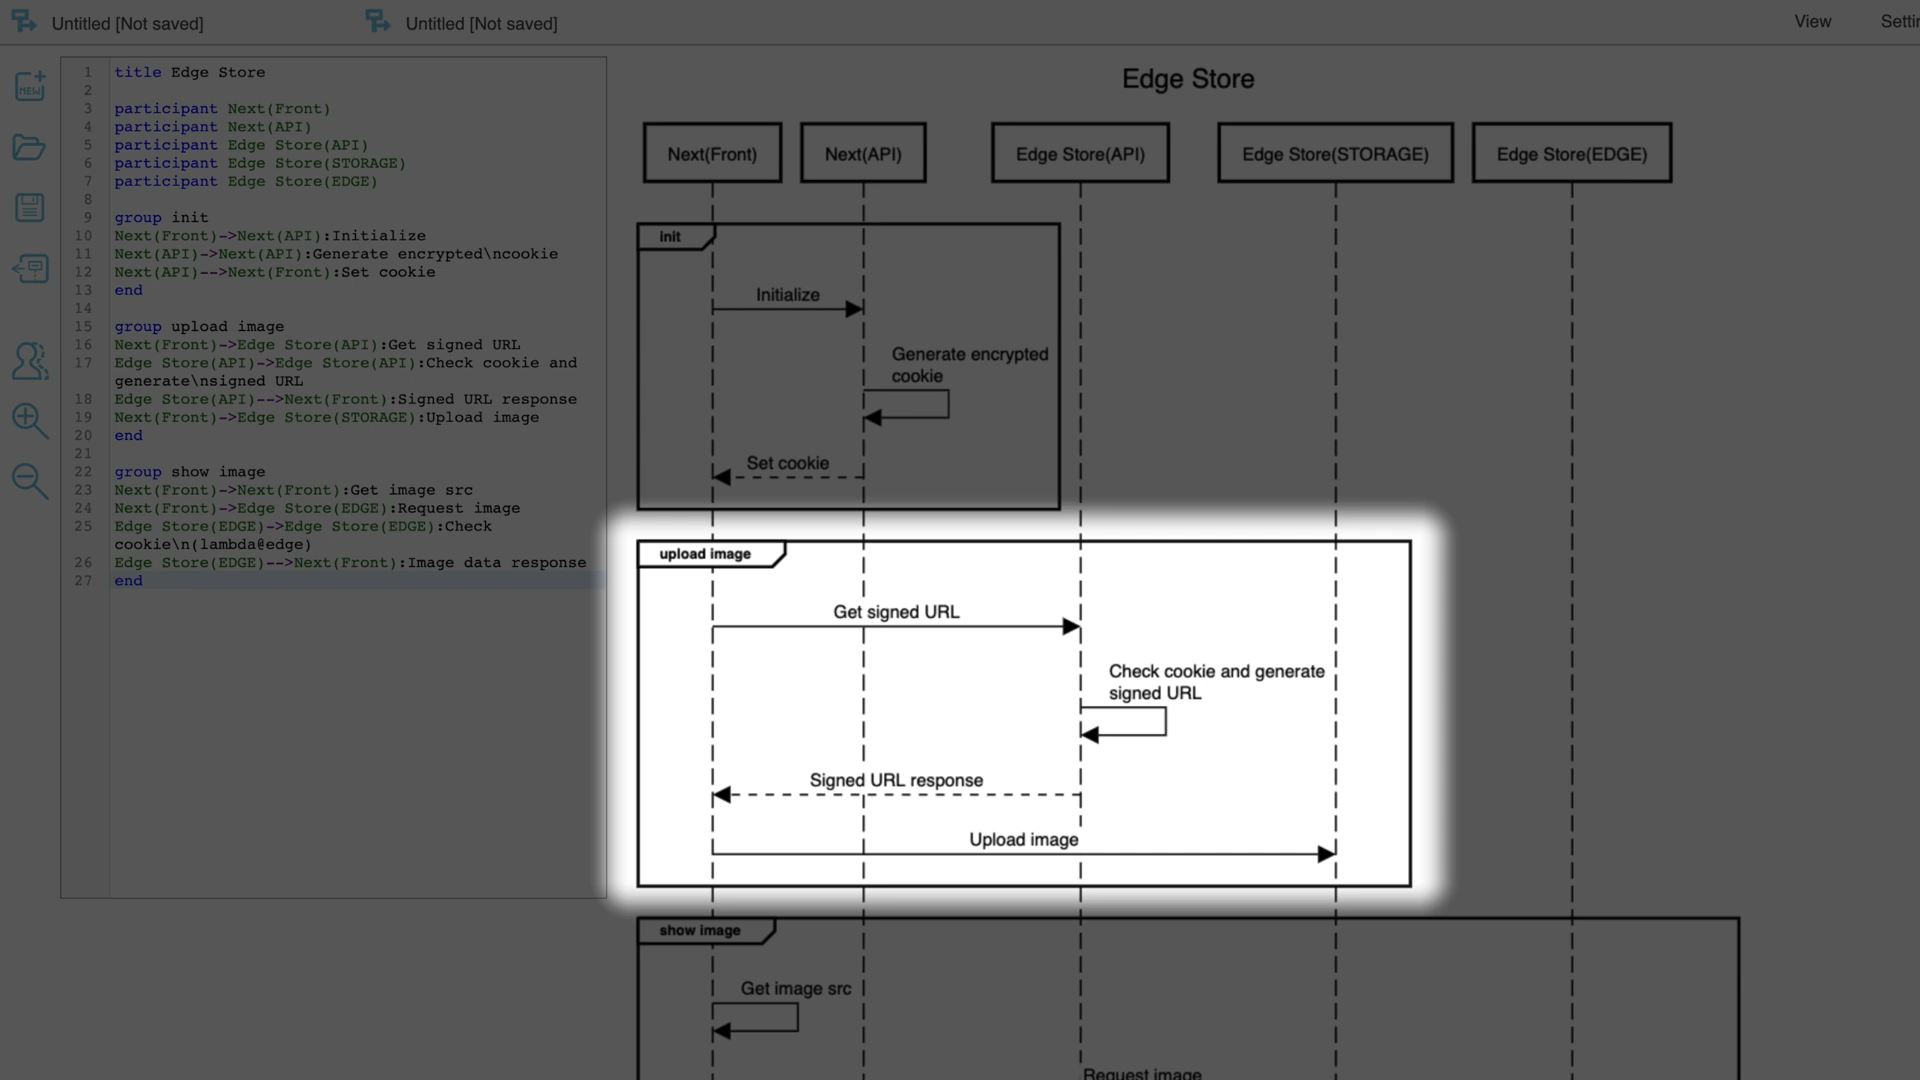 Untitled [Not saved]
Untitled [Not saved]
View
NEW
1 title Edge Store
2
3 participant Next(Front)
4 participant Next(API)
5 participant Edge Store(API)
6 participant Edge Store(STORAGE)
7 participant Edge Store(EDGE)
8
9 group init
10 Next(Front)->Next(API):Initialize
11 Next(API)->Next(API):Generate encrypted\ncookie
12 Next(API)-->Next(Front):Set cookie
13 end
14
15 group upload image
16 Next(Front)->Edge Store(API):Get signed URL
17 Edge Store(API)->Edge Store(API):Check cookie and
generate\nsigned URL
18 Edge Store(API)-->Next(Front):Signed URL response
19 Next(Front)->Edge Store(STORAGE):Upload image
20 end
21
22 group show image
23 Next(Front)->Next(Front):Get image src
24 Next(Front)->Edge Store(EDGE):Request image
25 Edge Store(EDGE)->Edge Store(EDGE):Check
cookie\n(lambda@edge)
26 Edge Store(EDGE)-->Next(Front):Image data response
27 end
Edge Store
Next(Front)
Next(API)
Edge Store(API)
Edge Store(STORAGE)
Edge Store(EDGE)
init
Initialize
Generate encrypted
cookie
Set cookie
upload image
Get signed URL
Check cookie and generate
signed URL
Signed URL response
Upload image
show image
Get image src
Request image